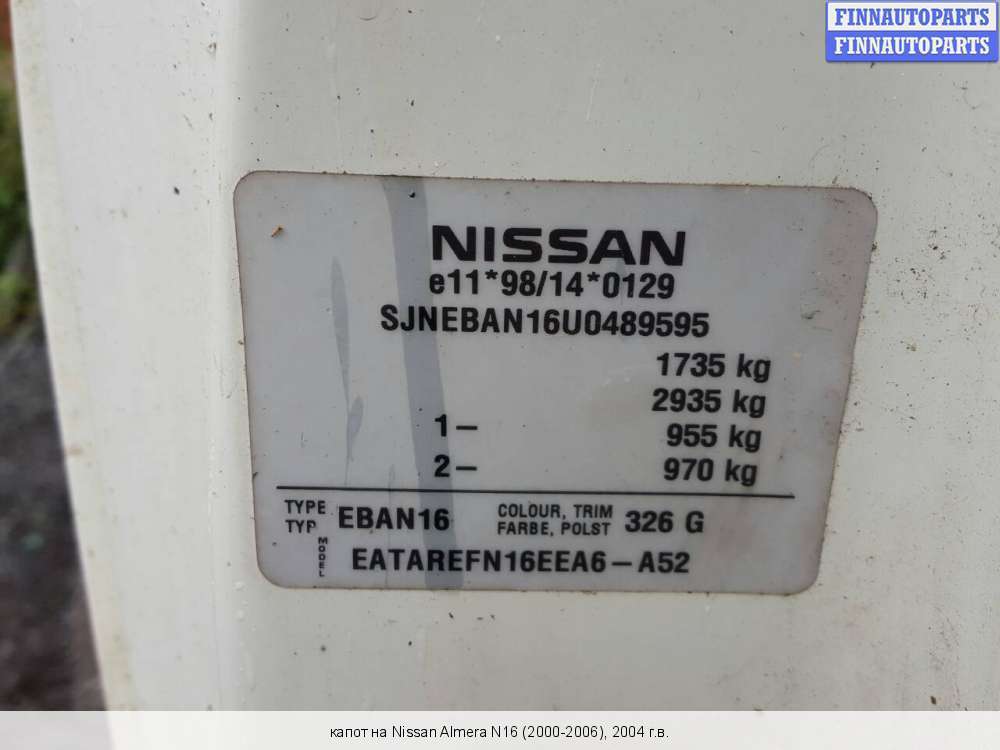 FINNAUTOPARTS
FINNAUTOPARTS
NISSAN
e11*98/14*0129
SJNEBAN16U0489595
1735 kg
2935 kg
1— 955 kg
2— 970 kg
TYPE EBAN16 COLOUR, TRIM 326 G
TYP FARBE, POLST
MODEL EATAREFN16EEA6—A52
капот на Nissan Almera N16 (2000-2006), 2004 г.в.